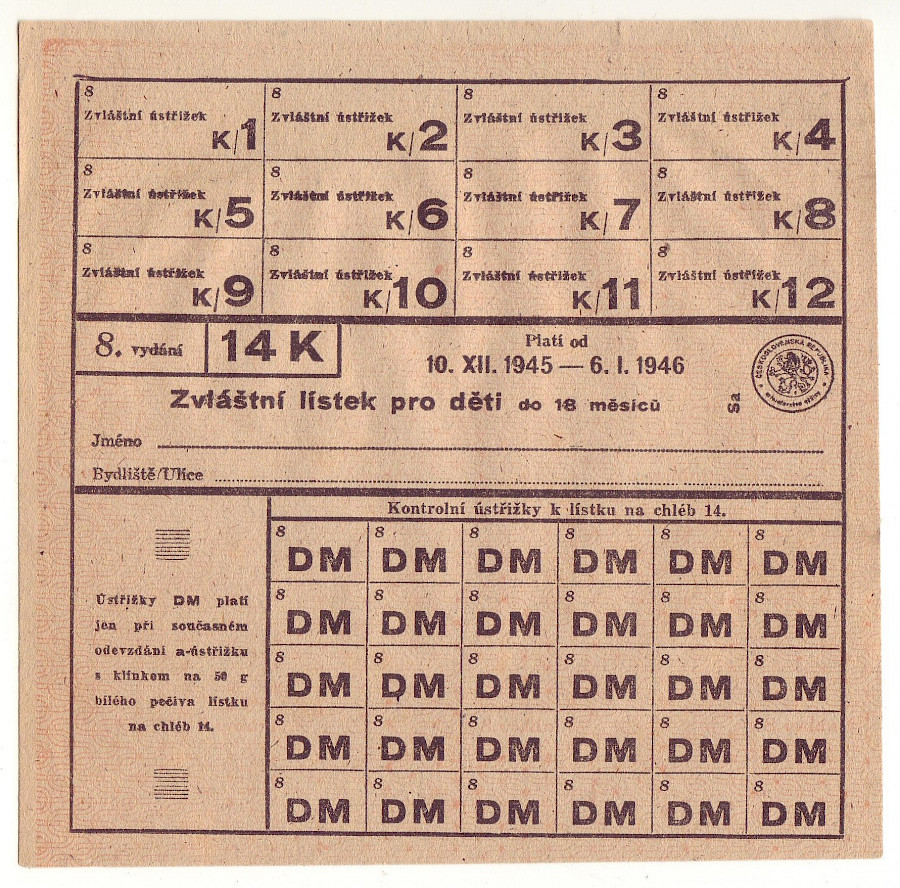 8 8 8 8
Zvláštní ústřižek Zvláštní ústřižek Zvláštní ústřižek Zvláštní ústřižek
K/1 K/2 K/3 K/4
8 8 8 8
Zvláštní ústřižek Zvláštní ústřižek Zvláštní ústřižek Zvláštní ústřižek
K/5 K/6 K/7 K/8
8 8 8 8
Zvláštní ústřižek Zvláštní ústřižek Zvláštní ústřižek Zvláštní ústřižek
K/9 K/10 K/11 K/12
8. vydání 14 K
Platí od
10. XII. 1945 — 6. I. 1946
Zvláštní lístek pro děti do 18 měsíců
Sa
ČESKOSLOVENSKÁ REPUBLIKA
ministerstvo výživy
Jméno
Bydliště/Ulice
Kontrolní ústřižky k lístku na chléb 14.
Ústřižky DM platí
jen při současném
odevzdání a-ústřižku
s klínkem na 50 g
bílého pečiva lístku
na chléb 14.
8 8 8 8 8 8
DM DM DM DM DM DM
8 8 8 8 8 8
DM DM DM DM DM DM
8 8 8 8 8 8
DM DM DM DM DM DM
8 8 8 8 8 8
DM DM DM DM DM DM
8 8 8 8 8 8
DM DM DM DM DM DM